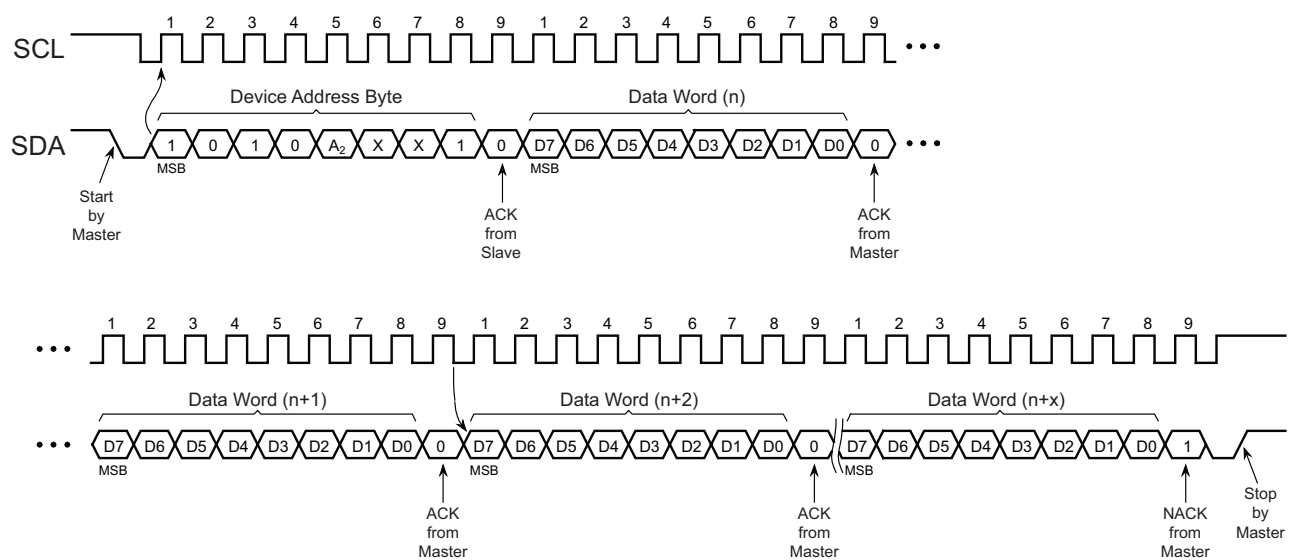 1 2 3 4 5 6 7 8 9 1 2 3 4 5 6 7 8 9
SCL
Device Address Byte Data Word (n)
SDA 1 0 1 0 A₂ X X 1 0 D7 D6 D5 D4 D3 D2 D1 D0 0
MSB MSB
Start
by
Master
ACK
from
Slave
ACK
from
Master
1 2 3 4 5 6 7 8 9 1 2 3 4 5 6 7 8 9 1 2 3 4 5 6 7 8 9
Data Word (n+1) Data Word (n+2) Data Word (n+x)
D7 D6 D5 D4 D3 D2 D1 D0 0 D7 D6 D5 D4 D3 D2 D1 D0 0 D7 D6 D5 D4 D3 D2 D1 D0 1
MSB MSB MSB
ACK
from
Master
ACK
from
Master
NACK
from
Master
Stop
by
Master